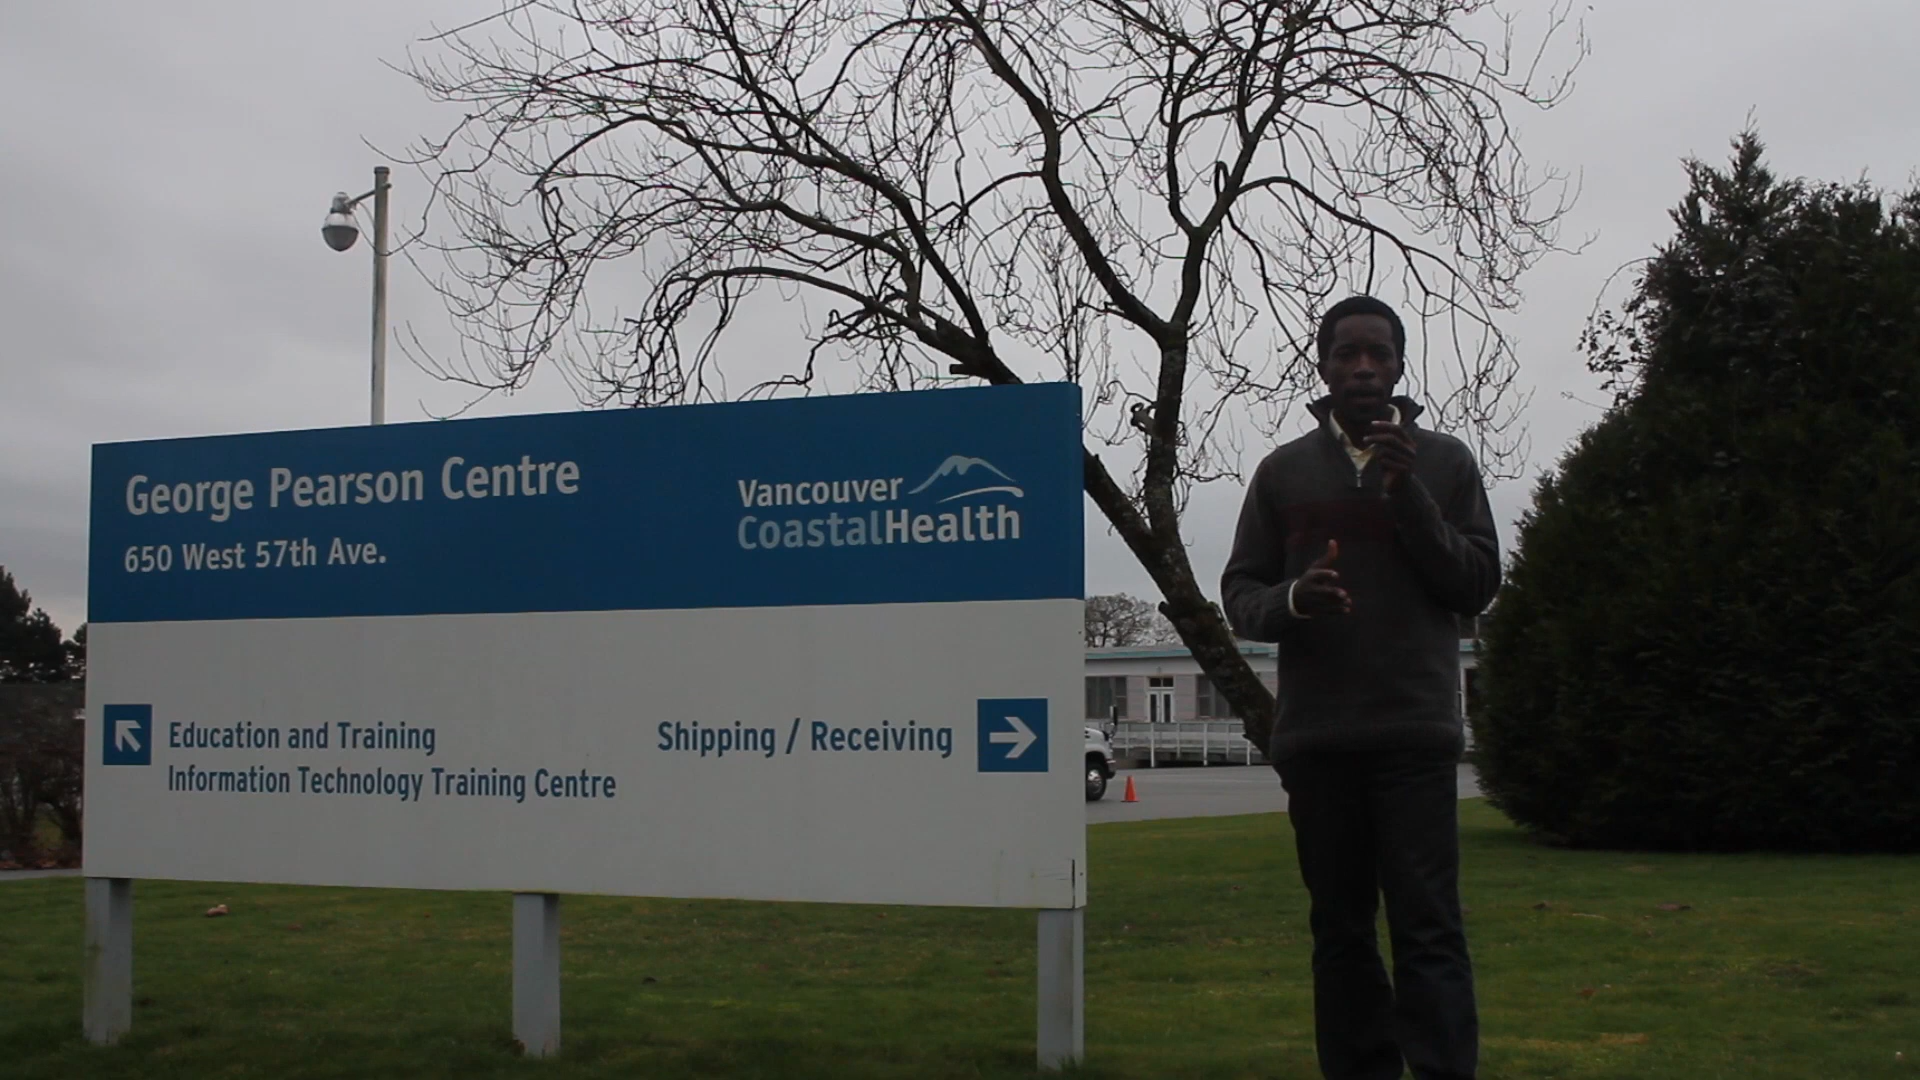 George Pearson Centre
650 West 57th Ave.
Vancouver
CoastalHealth
Education and Training
Information Technology Training Centre
Shipping / Receiving